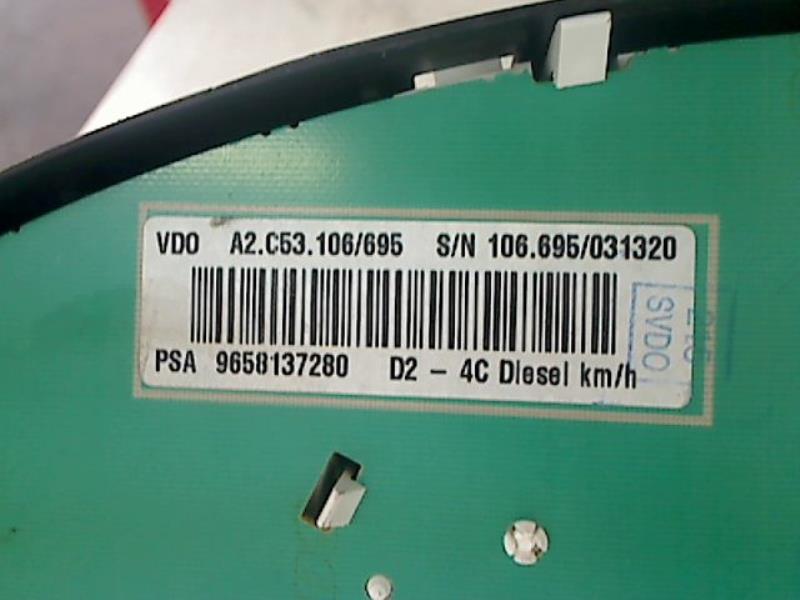 VDO A2.C53.106/695 S/N 106.695/031320
PSA 9658137280 D2 - 4C Diesel km/h
SVDO